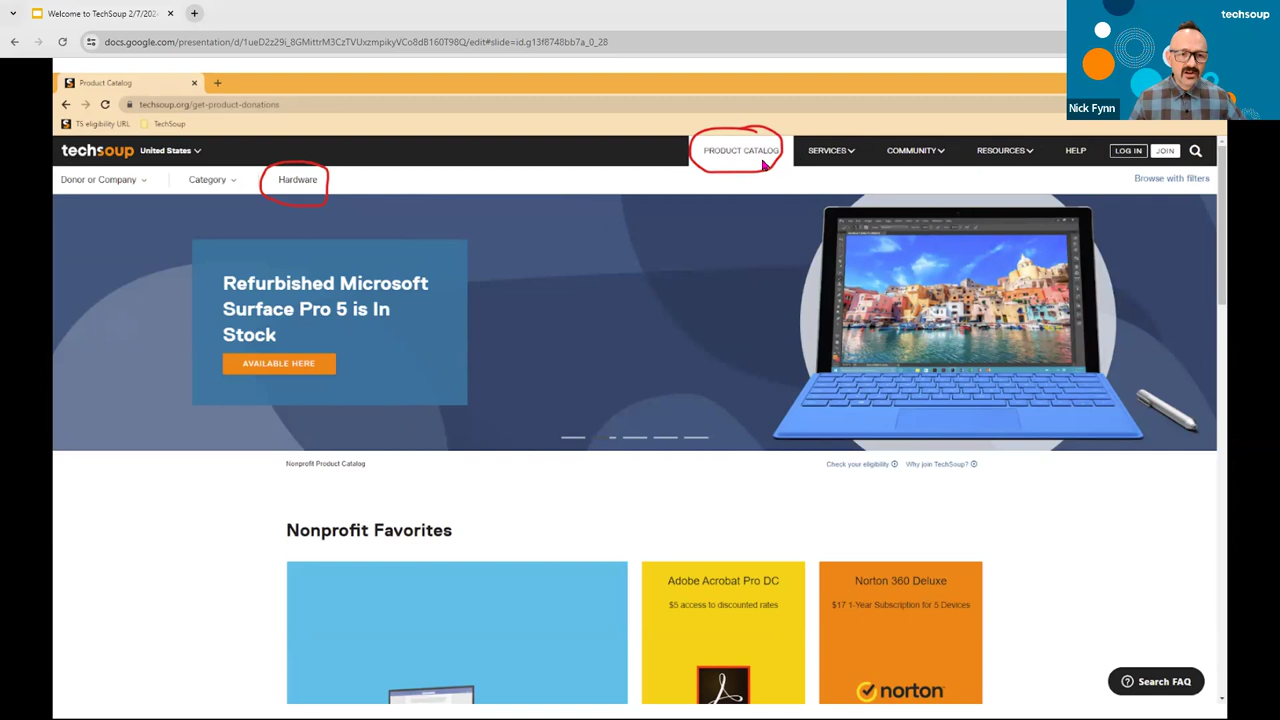 Welcome to TechSoup 2/7/202
docs.google.com/presentation/d/1ueD2z29i_8GMittrM3CzTVUxzmpikyVCo8dB160T98Q/edit#slide=id.g13f8748bb7a_0_28
techsoup
Nick Fynn
Product Catalog
techsoup.org/get-product-donations
TS eligibility URL TechSoup
techsoup United States PRODUCT CATALOG SERVICES COMMUNITY RESOURCES HELP LOG IN JOIN
Donor or Company Category Hardware Browse with filters
Refurbished Microsoft
Surface Pro 5 is In
Stock
AVAILABLE HERE
Nonprofit Product Catalog Check your eligibility Why join TechSoup?
Nonprofit Favorites
Adobe Acrobat Pro DC
$5 access to discounted rates
Norton 360 Deluxe
$17 1-Year Subscription for 5 Devices
norton
Search FAQ